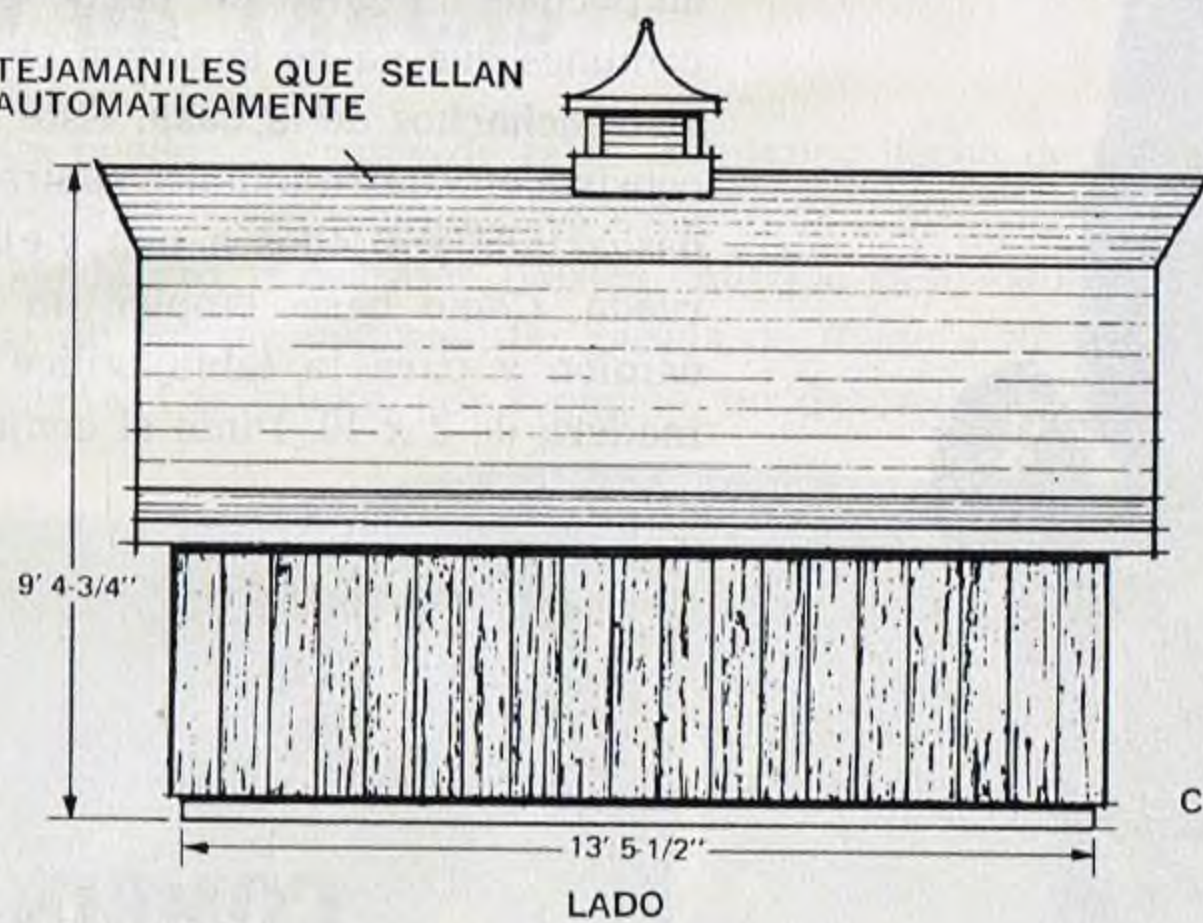 TEJAMANILES QUE SELLAN
AUTOMATICAMENTE
9' 4-3/4''
C
13' 5-1/2''
LADO